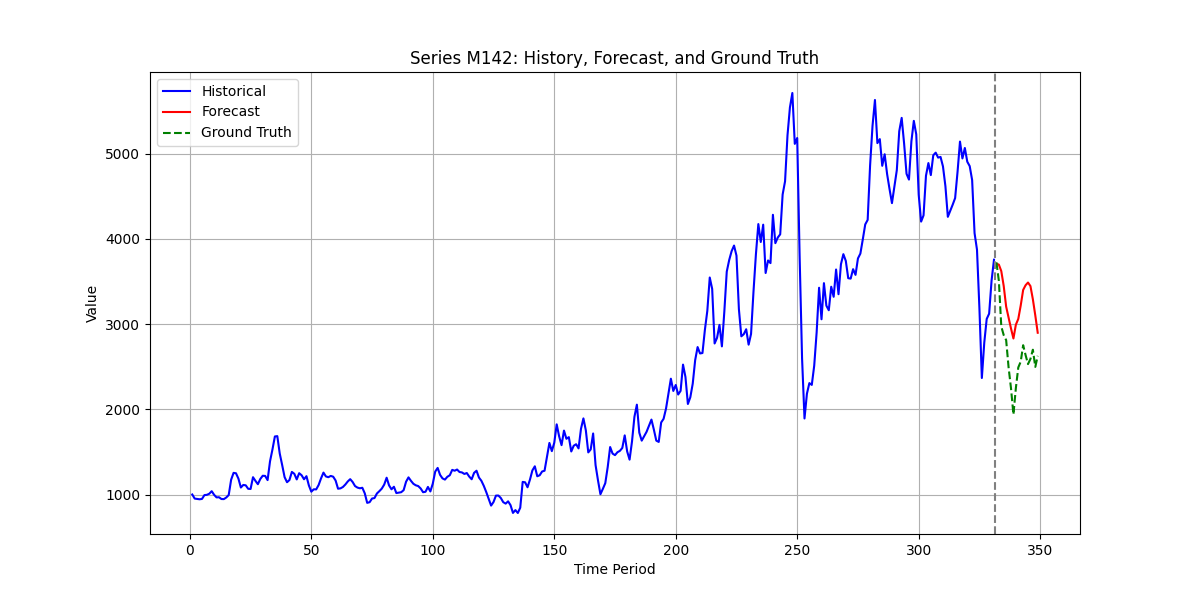 Series M142: History, Forecast, and Ground Truth
Historical
Forecast
Ground Truth
5000
4000
3000
2000
1000
Value
0
50
100
150
200
250
300
350
Time Period